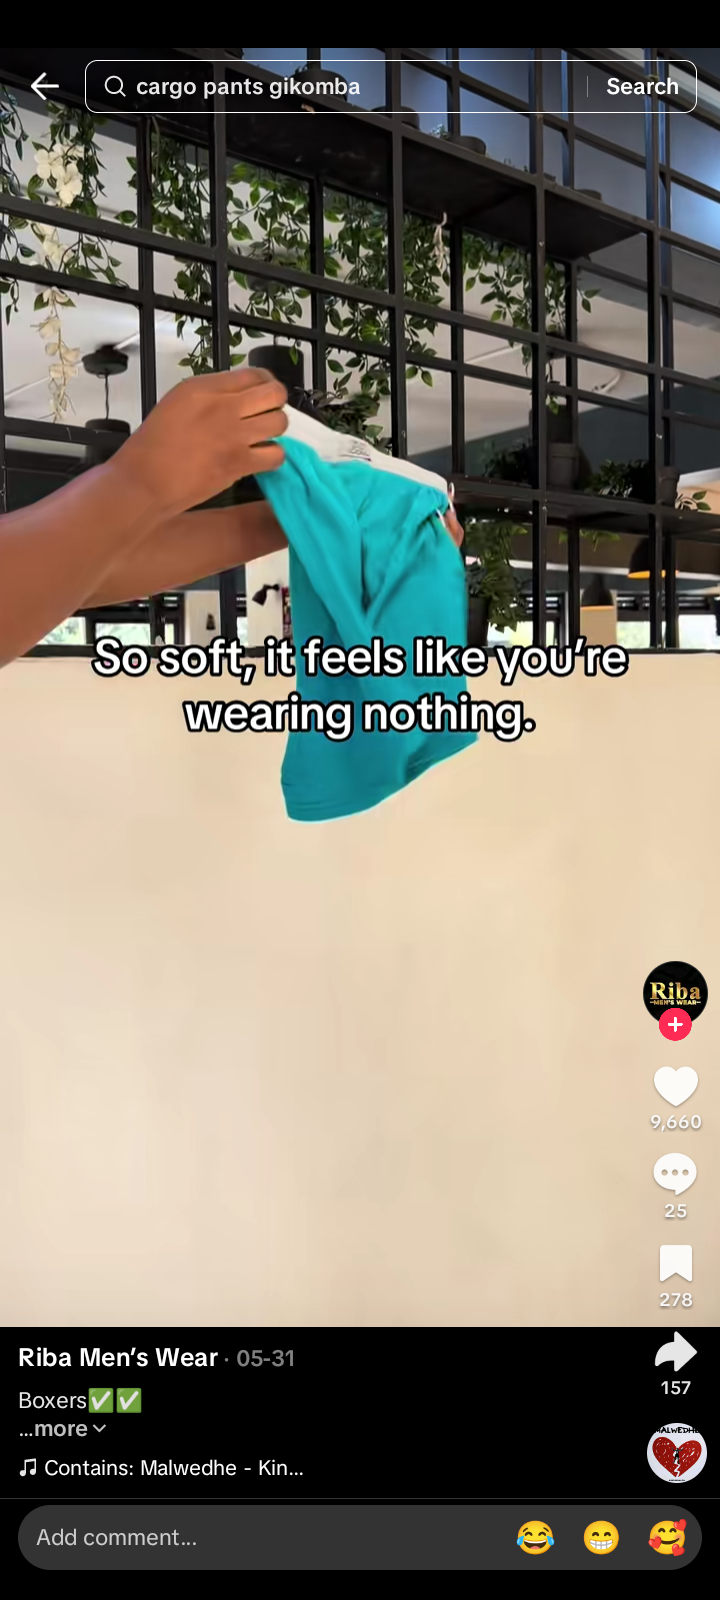 cargo pants gikomba
Search
So soft, it feels like you're
wearing nothing.
Riba
MEN'S WEAR
9,660
25
278
Riba Men's Wear · 05-31
Boxers✅✅
...more
157
MALWEDHE
Contains: Malwedhe - Kin...
Add comment...